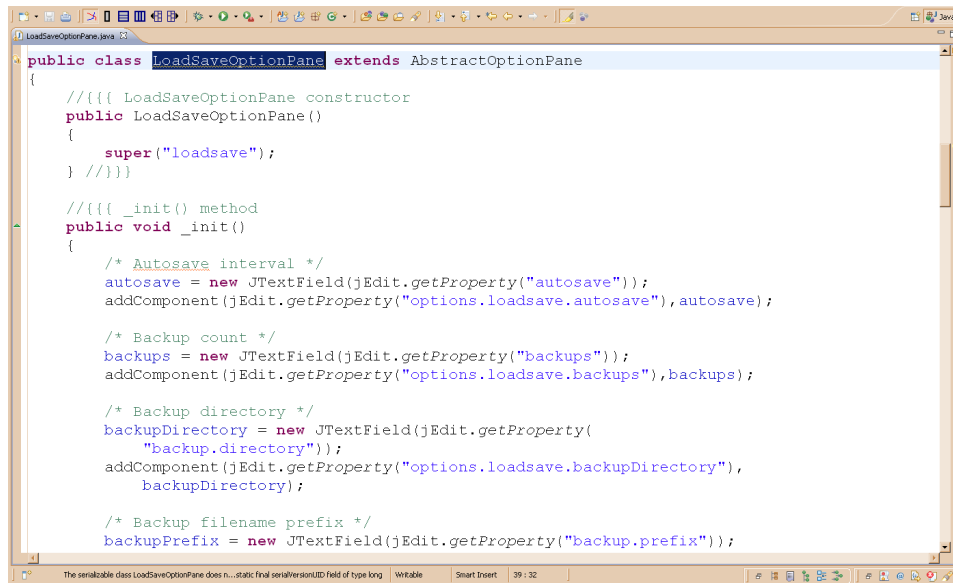 Java
LoadSaveOptionPane.java
public class LoadSaveOptionPane extends AbstractOptionPane
{
//{{{ LoadSaveOptionPane constructor
public LoadSaveOptionPane()
{
super("loadsave");
} //}}}
//{{{ _init() method
public void _init()
{
/* Autosave interval */
autosave = new JTextField(jEdit.getProperty("autosave"));
addComponent(jEdit.getProperty("options.loadsave.autosave"),autosave);
/* Backup count */
backups = new JTextField(jEdit.getProperty("backups"));
addComponent(jEdit.getProperty("options.loadsave.backups"),backups);
/* Backup directory */
backupDirectory = new JTextField(jEdit.getProperty(
"backup.directory"));
addComponent(jEdit.getProperty("options.loadsave.backupDirectory"),
backupDirectory);
/* Backup filename prefix */
backupPrefix = new JTextField(jEdit.getProperty("backup.prefix"));
The serializable class LoadSaveOptionPane does n...static final serialVersionUID field of type long Writable Smart Insert 39 : 32